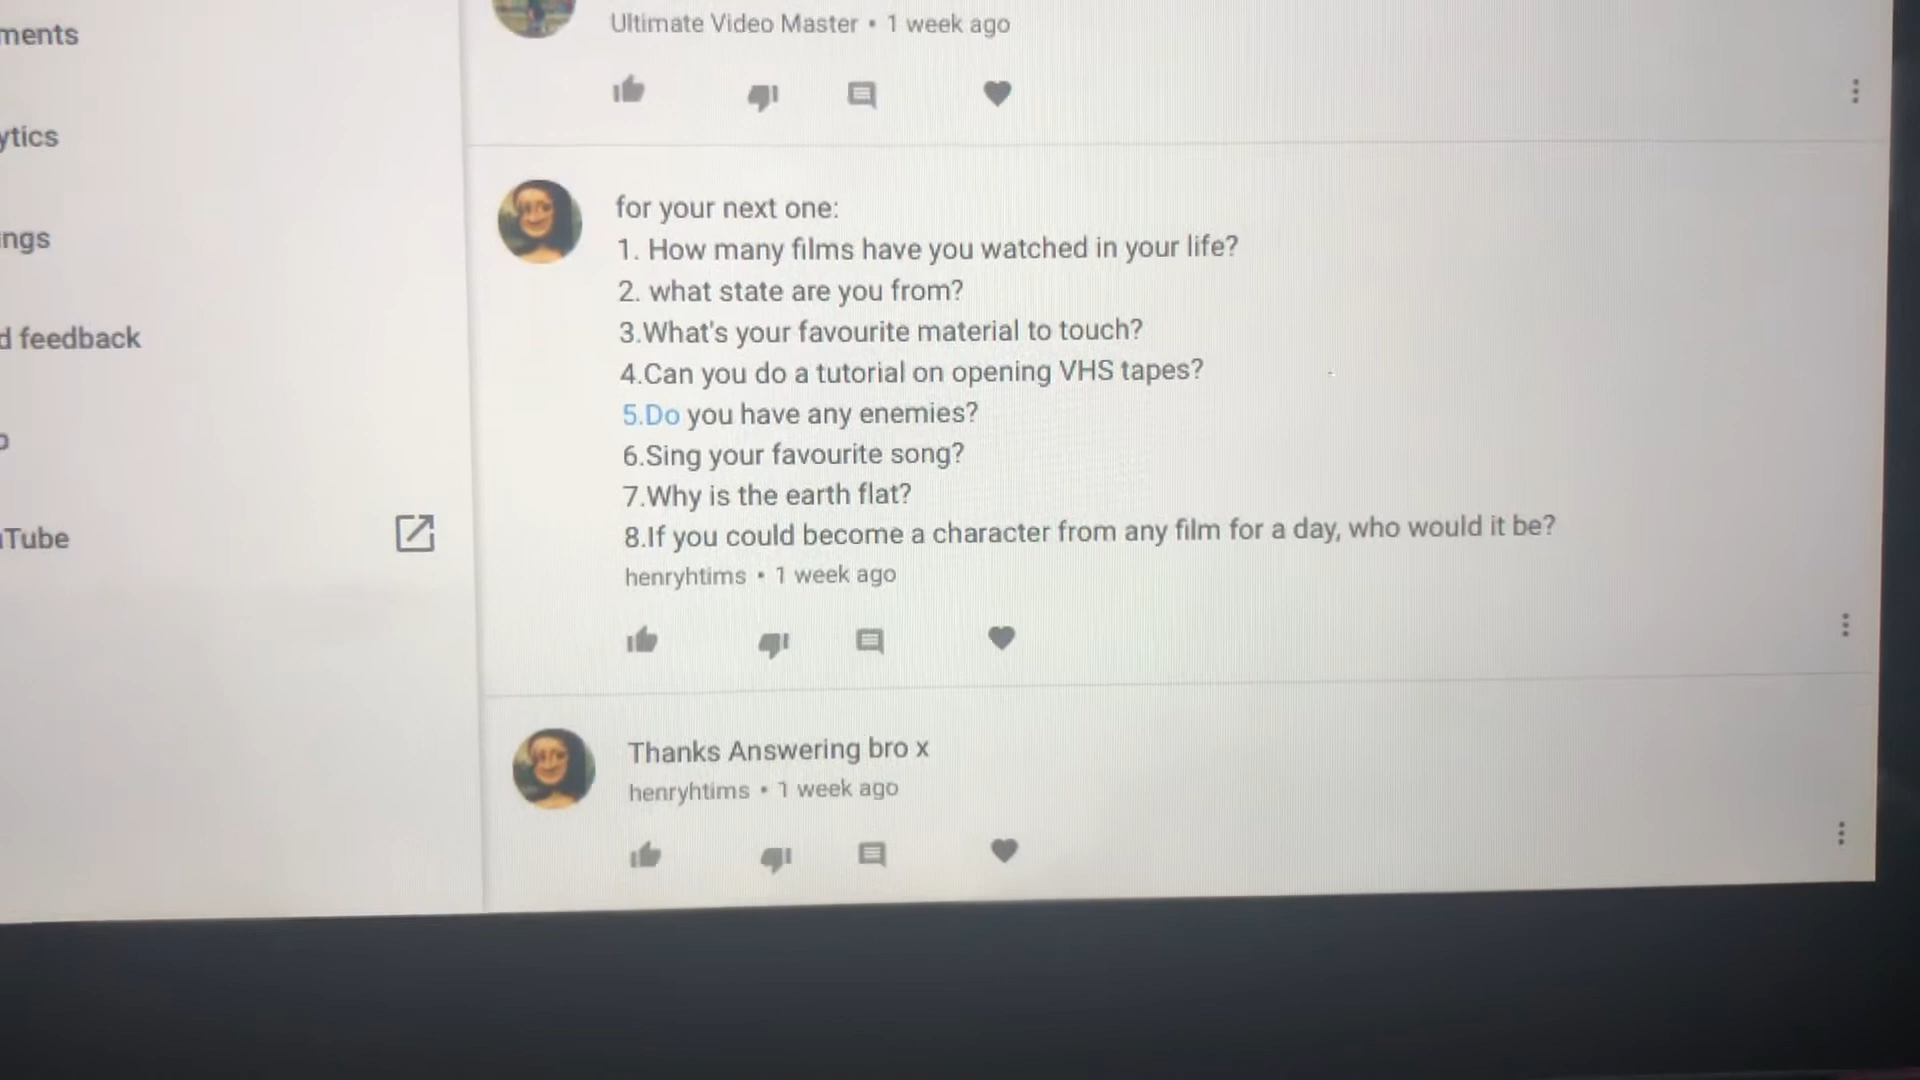 Ultimate Video Master • 1 week ago
ments
ytics
ngs
d feedback
Tube
for your next one:
1. How many films have you watched in your life?
2. what state are you from?
3.What's your favourite material to touch?
4.Can you do a tutorial on opening VHS tapes?
5.Do you have any enemies?
6.Sing your favourite song?
7.Why is the earth flat?
8.If you could become a character from any film for a day, who would it be?
henryhtims • 1 week ago
Thanks Answering bro x
henryhtims • 1 week ago